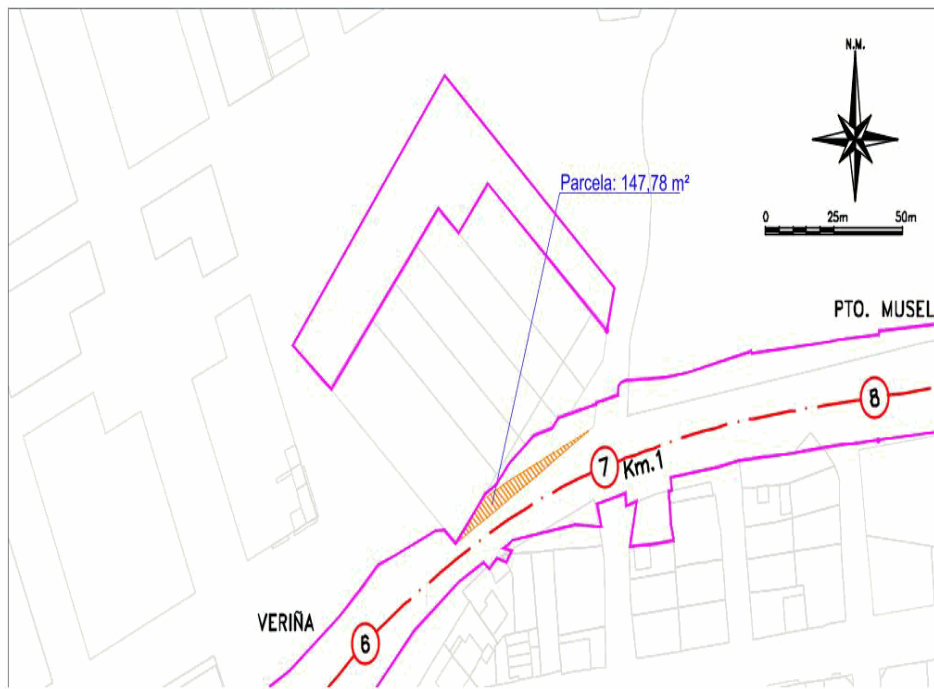 N.M.
Parcela: 147,78 m²
0 25m 50m
PTO. MUSEL
8
7 Km.1
VERIÑA
6